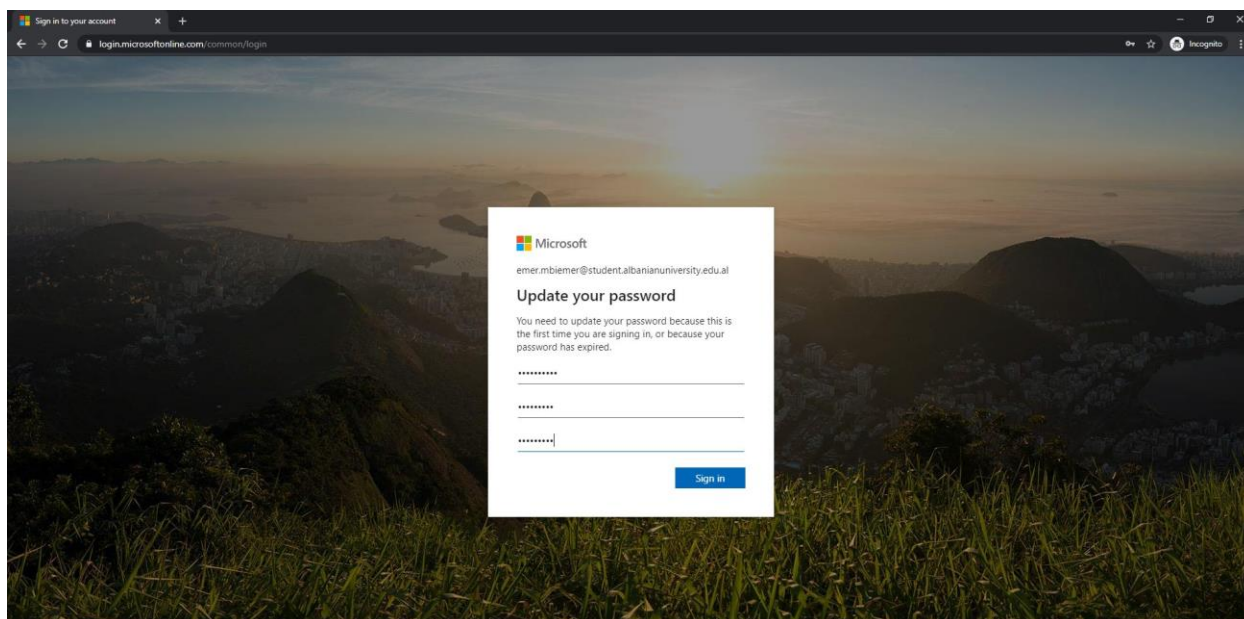 Sign in to your account
login.microsoftonline.com/common/login
Incognito
Microsoft
emer.mbiemer@student.albanianuniversity.edu.al
Update your password
You need to update your password because this is
the first time you are signing in, or because your
password has expired.
••••••••••
•••••••••
•••••••••
Sign in